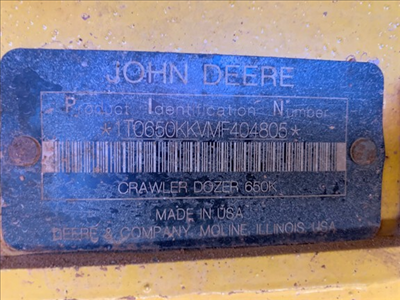 JOHN DEERE
Product Identification Number
*1T0650KKVMF404805*
CRAWLER DOZER 650K
MADE IN USA
DEERE & COMPANY MOLINE, ILLINOIS USA